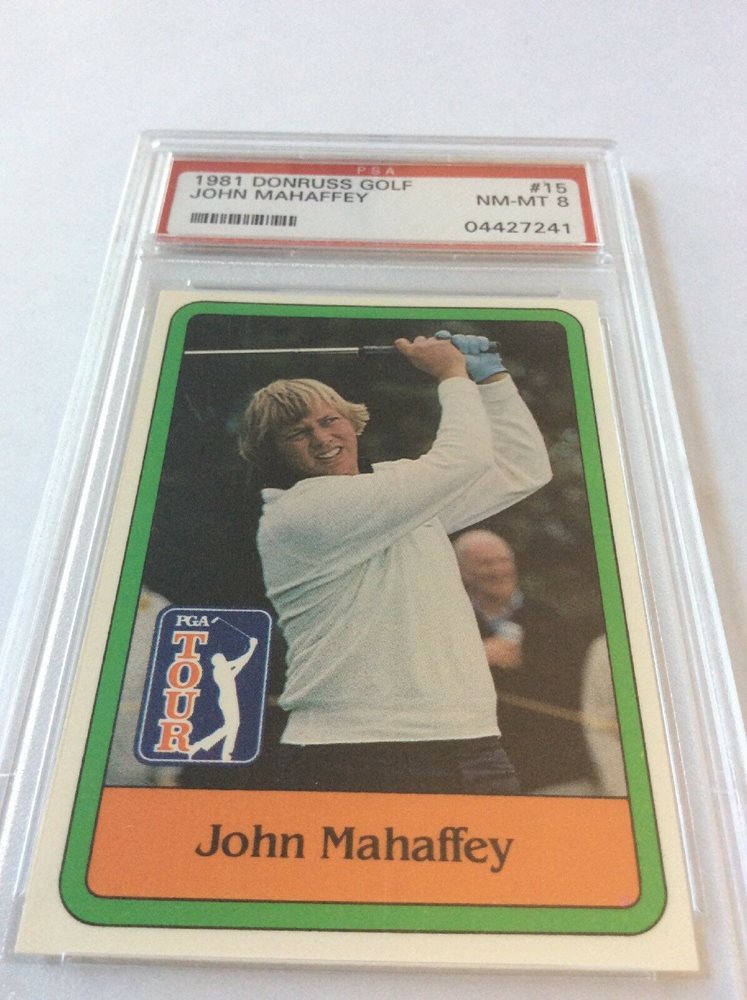 PSA
1981 DONRUSS GOLF #15
JOHN MAHAFFEY NM-MT 8
04427241
PGA
TOUR
John Mahaffey